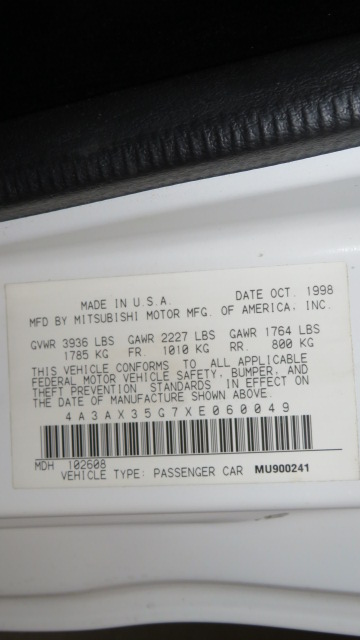 MADE IN U.S.A. DATE OCT. 1998
MFD BY MITSUBISHI MOTOR MFG. OF AMERICA, INC.
GVWR 3936 LBS GAWR 2227 LBS GAWR 1764 LBS
1785 KG FR. 1010 KG RR. 800 KG
THIS VEHICLE CONFORMS TO ALL APPLICABLE
FEDERAL MOTOR VEHICLE SAFETY, BUMPER, AND
THEFT PREVENTION STANDARDS IN EFFECT ON
THE DATE OF MANUFACTURE SHOWN ABOVE
4A3AX35G7XE060049
MDH 102608
VEHICLE TYPE: PASSENGER CAR MU900241